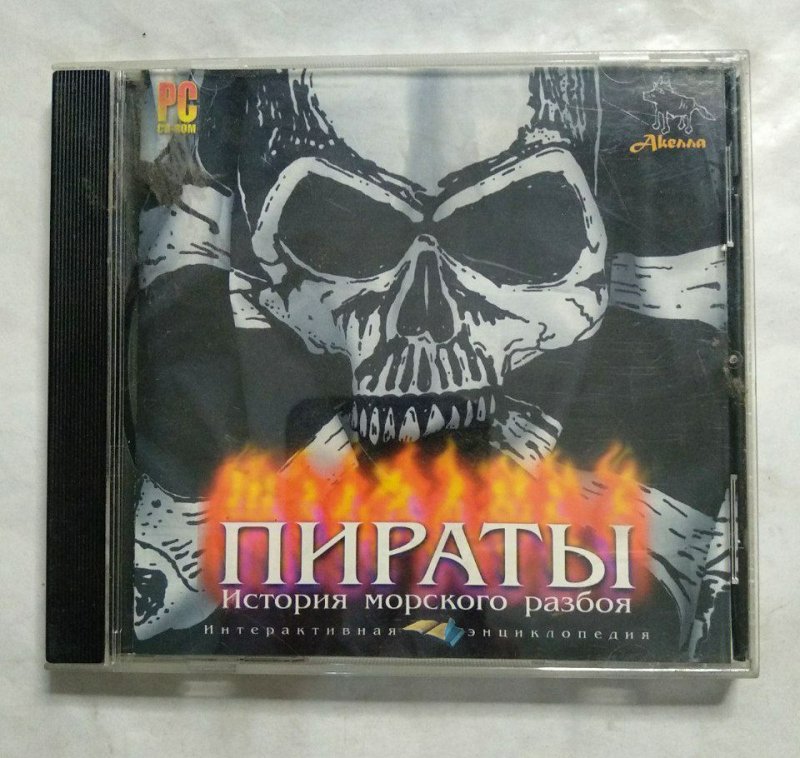 PC
CD-ROM
Акелла
ПИРАТЫ
История морского разбоя
Интерактивная энциклопедия